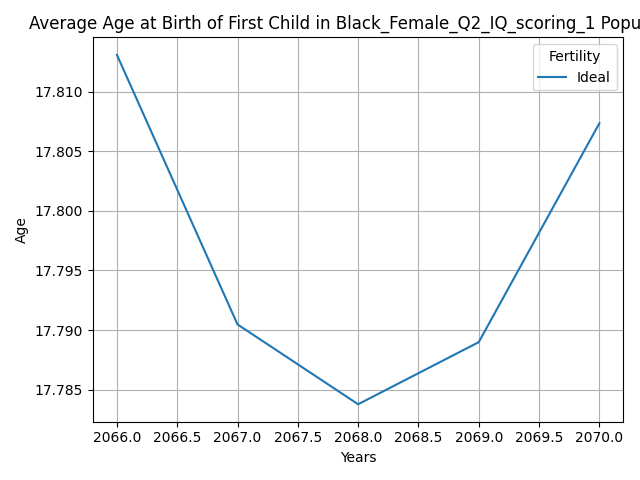 Average Age at Birth of First Child in Black_Female_Q2_IQ_scoring_1 Popu
Fertility
Ideal
17.810
17.805
17.800
17.795
17.790
17.785
Age
2066.0 2066.5 2067.0 2067.5 2068.0 2068.5 2069.0 2069.5 2070.0
Years